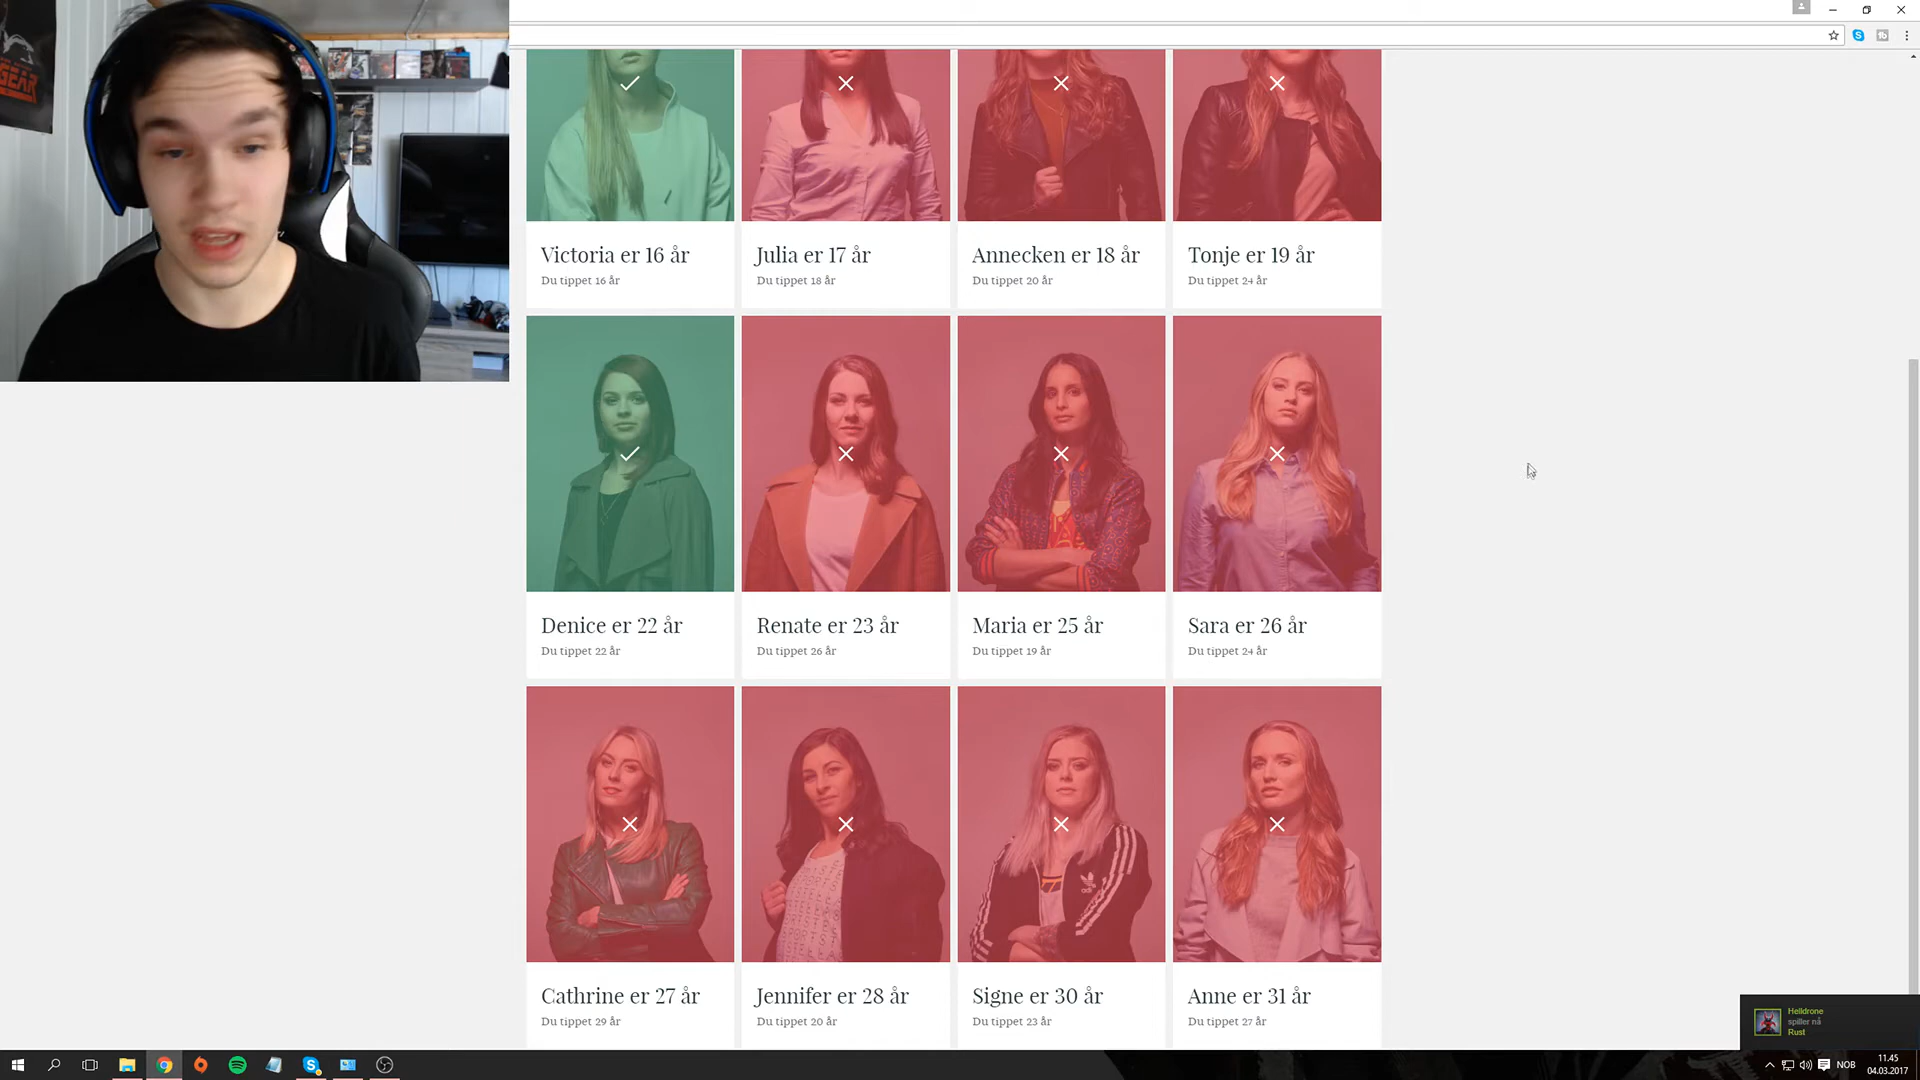 GEAR
Victoria er 16 år
Du tippet 16 år
Julia er 17 år
Du tippet 18 år
Annecken er 18 år
Du tippet 20 år
Tonje er 19 år
Du tippet 24 år
Denice er 22 år
Du tippet 22 år
Renate er 23 år
Du tippet 26 år
Maria er 25 år
Du tippet 19 år
Sara er 26 år
Du tippet 24 år
Cathrine er 27 år
Du tippet 29 år
Jennifer er 28 år
Du tippet 20 år
Signe er 30 år
Du tippet 23 år
Anne er 31 år
Du tippet 27 år
Helldrone
spiller nå
Rust
NOB
11.45
04.03.2017